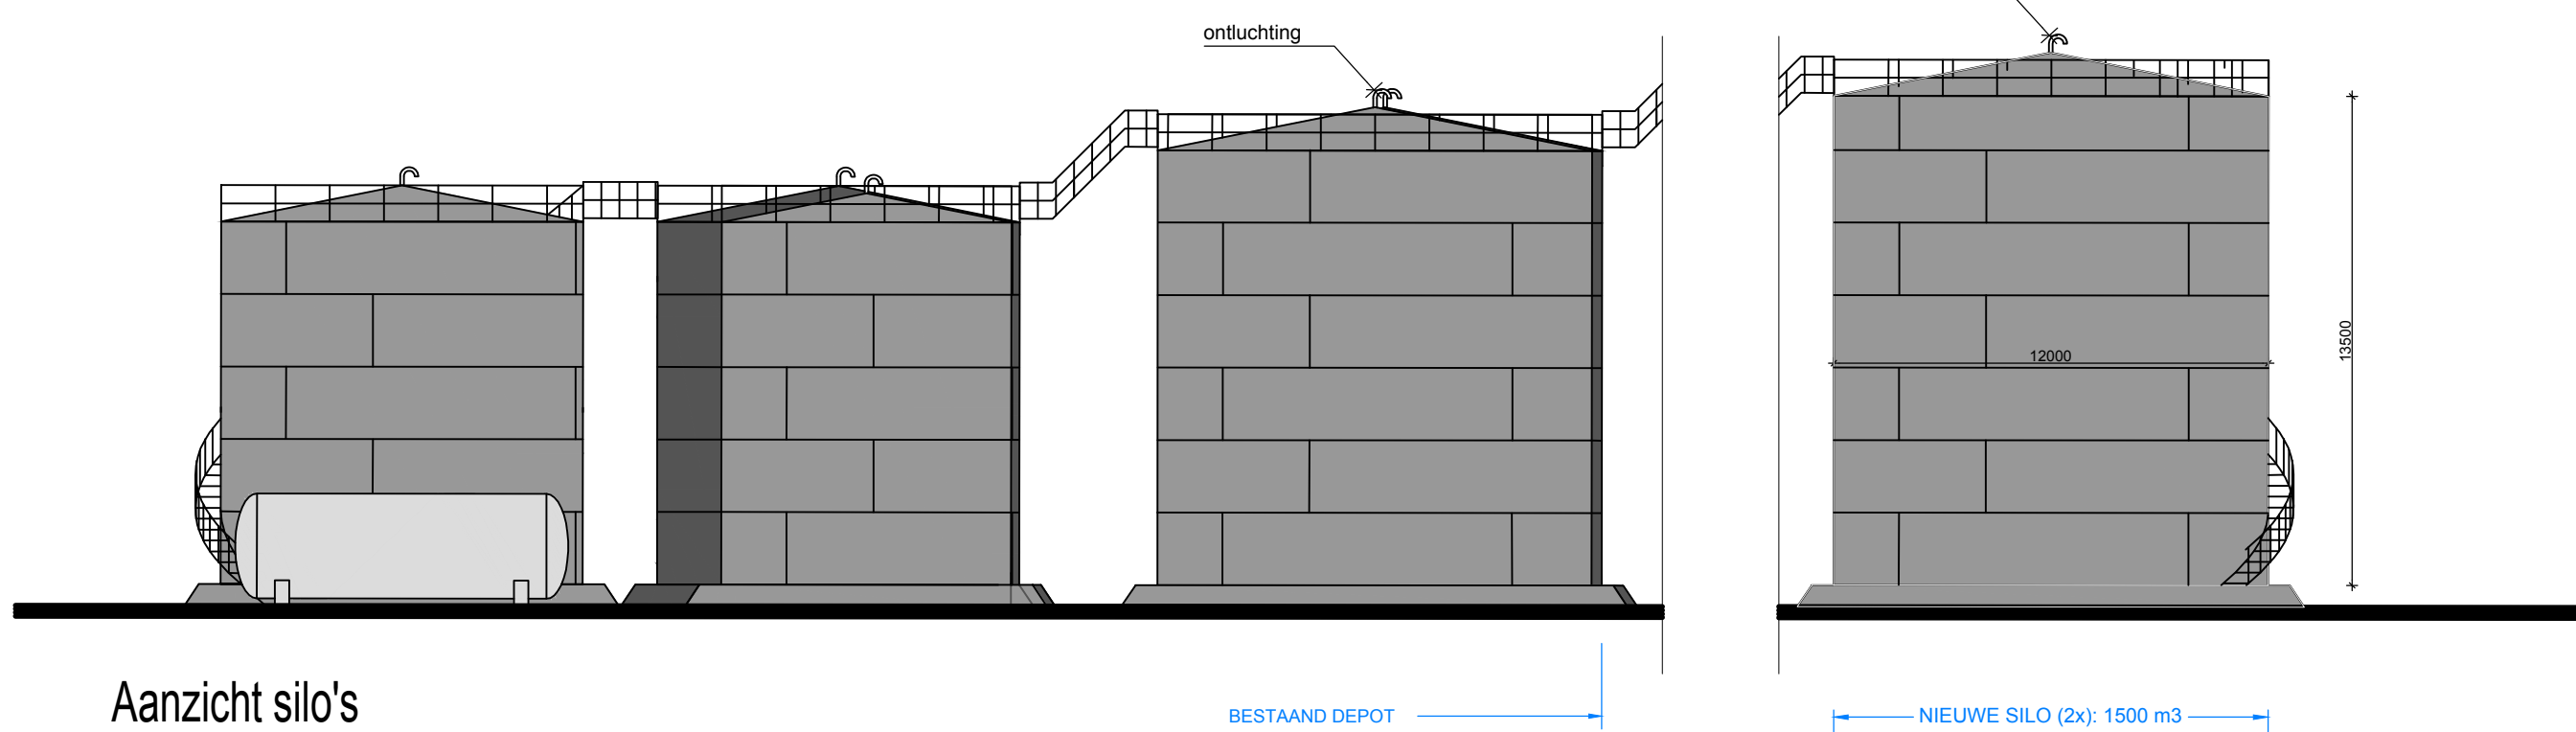 ontluchting
12000
13500
Aanzicht silo's
BESTAAND DEPOT
NIEUWE SILO (2x): 1500 m3